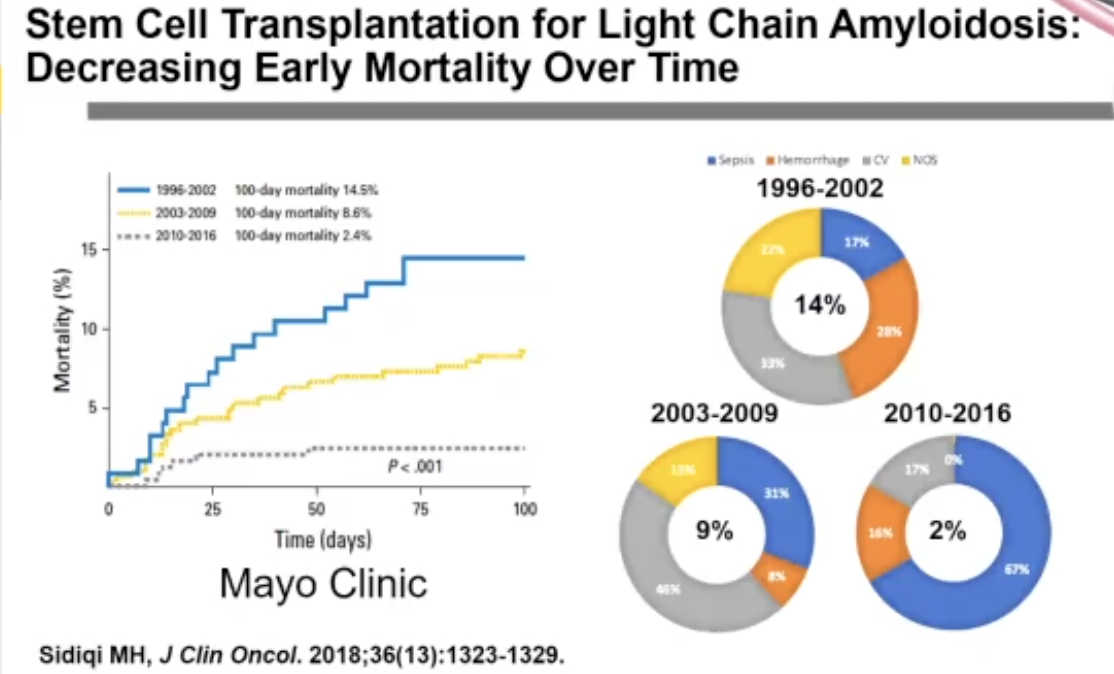 Stem Cell Transplantation for Light Chain Amyloidosis:
Decreasing Early Mortality Over Time
1996-2002 100-day mortality 14.5%
2003-2009 100-day mortality 8.6%
2010-2016 100-day mortality 2.4%
15
10
5
Mortality (%)
P < .001
0 25 50 75 100
Time (days)
Mayo Clinic
Sepsis Hemorrhage CV NOS
1996-2002
22% 17%
14%
28%
33%
2003-2009
15%
31%
9%
8%
46%
2010-2016
17% 0%
16%
2%
67%
Sidiqi MH, J Clin Oncol. 2018;36(13):1323-1329.